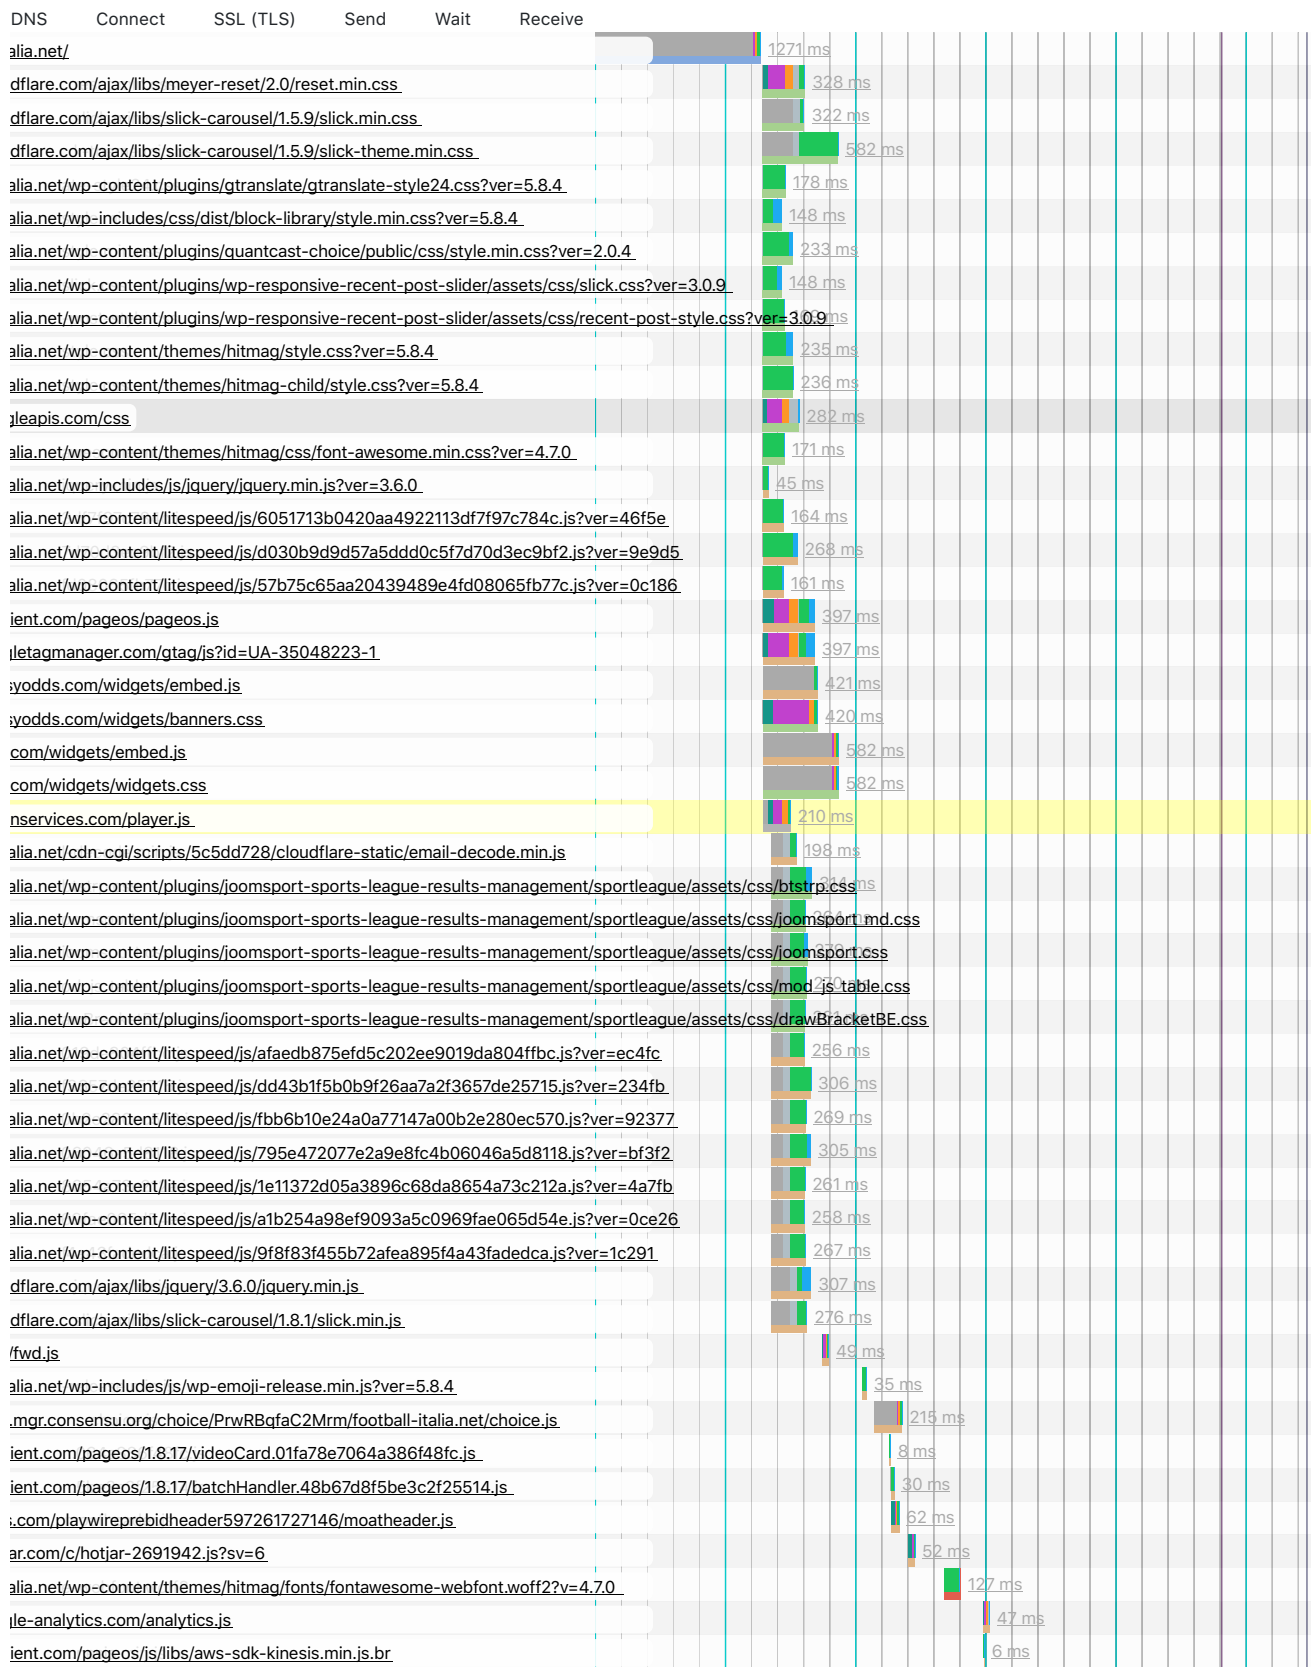 DNS Connect SSL (TLS) Send Wait Receive
alia.net/ 1271 ms
dflare.com/ajax/libs/meyer-reset/2.0/reset.min.css 328 ms
dflare.com/ajax/libs/slick-carousel/1.5.9/slick.min.css 322 ms
dflare.com/ajax/libs/slick-carousel/1.5.9/slick-theme.min.css 582 ms
alia.net/wp-content/plugins/gtranslate/gtranslate-style24.css?ver=5.8.4 178 ms
alia.net/wp-includes/css/dist/block-library/style.min.css?ver=5.8.4 148 ms
alia.net/wp-content/plugins/quantcast-choice/public/css/style.min.css?ver=2.0.4 233 ms
alia.net/wp-content/plugins/wp-responsive-recent-post-slider/assets/css/slick.css?ver=3.0.9 148 ms
alia.net/wp-content/plugins/wp-responsive-recent-post-slider/assets/css/recent-post-style.css?ver=3.0.9 ms
alia.net/wp-content/themes/hitmag/style.css?ver=5.8.4 235 ms
alia.net/wp-content/themes/hitmag-child/style.css?ver=5.8.4 236 ms
gleapis.com/css 282 ms
alia.net/wp-content/themes/hitmag/css/font-awesome.min.css?ver=4.7.0 171 ms
alia.net/wp-includes/js/jquery/jquery.min.js?ver=3.6.0 45 ms
alia.net/wp-content/litespeed/js/6051713b0420aa4922113df7f97c784c.js?ver=46f5e 164 ms
alia.net/wp-content/litespeed/js/d030b9d9d57a5ddd0c5f7d70d3ec9bf2.js?ver=9e9d5 268 ms
alia.net/wp-content/litespeed/js/57b75c65aa20439489e4fd08065fb77c.js?ver=0c186 161 ms
ient.com/pageos/pageos.js 397 ms
gletagmanager.com/gtag/js?id=UA-35048223-1 397 ms
syodds.com/widgets/embed.js 421 ms
syodds.com/widgets/banners.css 420 ms
com/widgets/embed.js 582 ms
com/widgets/widgets.css 582 ms
nservices.com/player.js 210 ms
alia.net/cdn-cgi/scripts/5c5dd728/cloudflare-static/email-decode.min.js 198 ms
alia.net/wp-content/plugins/joomsport-sports-league-results-management/sportleague/assets/css/btstrp.css 314 ms
alia.net/wp-content/plugins/joomsport-sports-league-results-management/sportleague/assets/css/joomsport_md.css
alia.net/wp-content/plugins/joomsport-sports-league-results-management/sportleague/assets/css/joomsport.css
alia.net/wp-content/plugins/joomsport-sports-league-results-management/sportleague/assets/css/mod_js_table.css
alia.net/wp-content/plugins/joomsport-sports-league-results-management/sportleague/assets/css/drawBracketBE.css
alia.net/wp-content/litespeed/js/afaedb875efd5c202ee9019da804ffbc.js?ver=ec4fc 256 ms
alia.net/wp-content/litespeed/js/dd43b1f5b0b9f26aa7a2f3657de25715.js?ver=234fb 306 ms
alia.net/wp-content/litespeed/js/fbb6b10e24a0a77147a00b2e280ec570.js?ver=92377 269 ms
alia.net/wp-content/litespeed/js/795e472077e2a9e8fc4b06046a5d8118.js?ver=bf3f2 305 ms
alia.net/wp-content/litespeed/js/1e11372d05a3896c68da8654a73c212a.js?ver=4a7fb 261 ms
alia.net/wp-content/litespeed/js/a1b254a98ef9093a5c0969fae065d54e.js?ver=0ce26 258 ms
alia.net/wp-content/litespeed/js/9f8f83f455b72afea895f4a43fadedca.js?ver=1c291 267 ms
dflare.com/ajax/libs/jquery/3.6.0/jquery.min.js 307 ms
dflare.com/ajax/libs/slick-carousel/1.8.1/slick.min.js 276 ms
/fwd.js 49 ms
alia.net/wp-includes/js/wp-emoji-release.min.js?ver=5.8.4 35 ms
.mgr.consensu.org/choice/PrwRBqfaC2Mrm/football-italia.net/choice.js 215 ms
ient.com/pageos/1.8.17/videoCard.01fa78e7064a386f48fc.js 8 ms
ient.com/pageos/1.8.17/batchHandler.48b67d8f5be3c2f25514.js 30 ms
s.com/playwireprebidheader597261727146/moatheader.js 62 ms
ar.com/c/hotjar-2691942.js?sv=6 52 ms
alia.net/wp-content/themes/hitmag/fonts/fontawesome-webfont.woff2?v=4.7.0 127 ms
gle-analytics.com/analytics.js 47 ms
ient.com/pageos/js/libs/aws-sdk-kinesis.min.js.br 6 ms